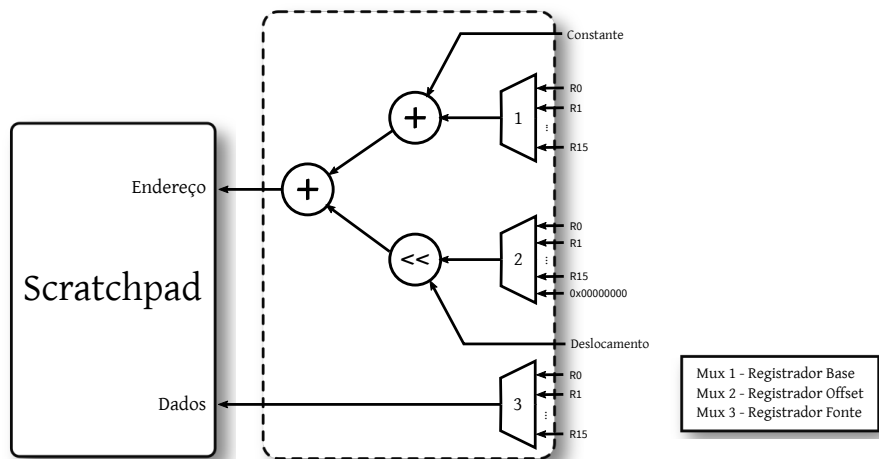 Constante
R0
R1
...
R15
1
+
+
Endereço
R0
R1
...
R15
0x00000000
2
<<
Scratchpad
Deslocamento
R0
R1
...
R15
3
Dados
Mux 1 - Registrador Base
Mux 2 - Registrador Offset
Mux 3 - Registrador Fonte